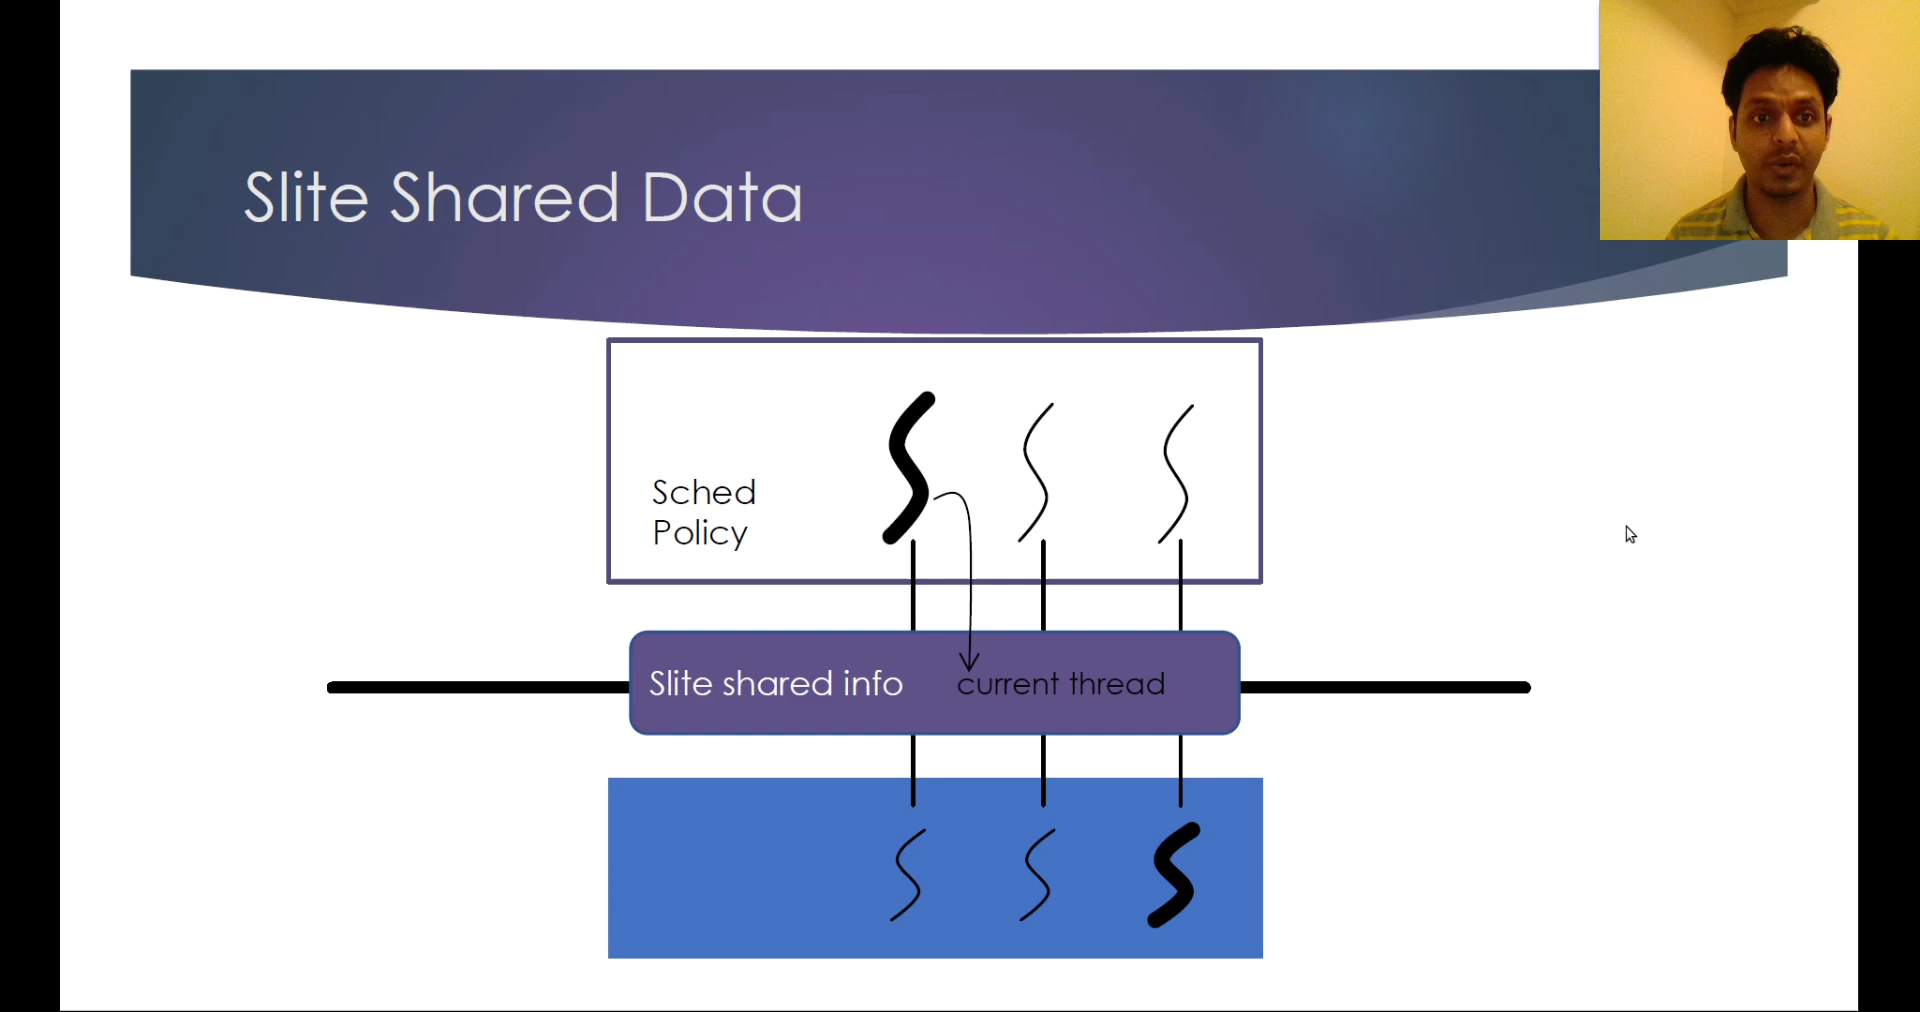 Slite Shared Data
Sched
Policy
Slite shared info
current thread